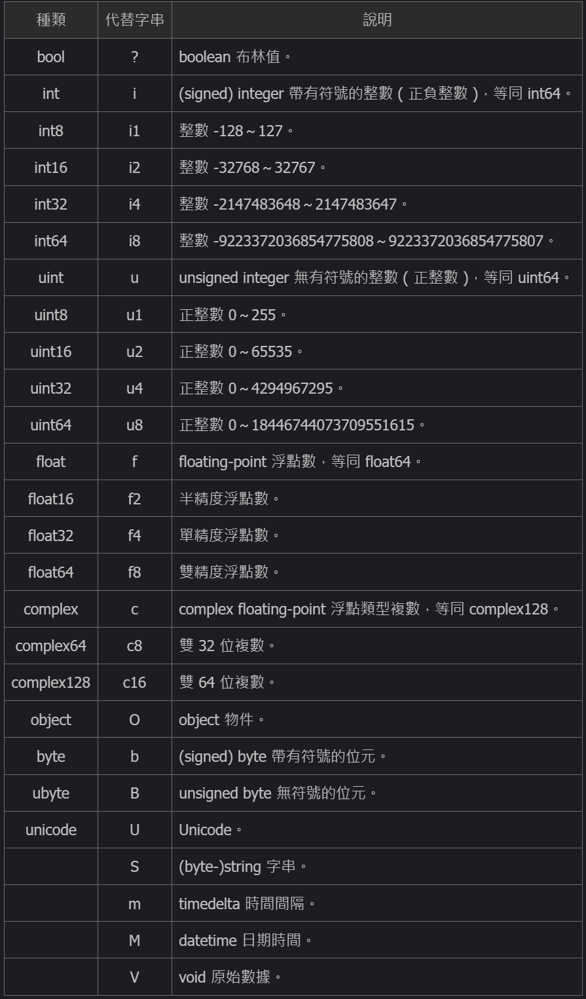 種類 代替字串 說明
bool ? boolean 布林值。
int i (signed) integer 帶有符號的整數 ( 正負整數 )，等同 int64。
int8 i1 整數 -128～127。
int16 i2 整數 -32768～32767。
int32 i4 整數 -2147483648～2147483647。
int64 i8 整數 -9223372036854775808～9223372036854775807。
uint u unsigned integer 無有符號的整數 ( 正整數 )，等同 uint64。
uint8 u1 正整數 0～255。
uint16 u2 正整數 0～65535。
uint32 u4 正整數 0～4294967295。
uint64 u8 正整數 0～18446744073709551615。
float f floating-point 浮點數，等同 float64。
float16 f2 半精度浮點數。
float32 f4 單精度浮點數。
float64 f8 雙精度浮點數。
complex c complex floating-point 浮點類型複數，等同 complex128。
complex64 c8 雙 32 位複數。
complex128 c16 雙 64 位複數。
object O object 物件。
byte b (signed) byte 帶有符號的位元。
ubyte B unsigned byte 無符號的位元。
unicode U Unicode。
S (byte-)string 字串。
m timedelta 時間間隔。
M datetime 日期時間。
V void 原始數據。